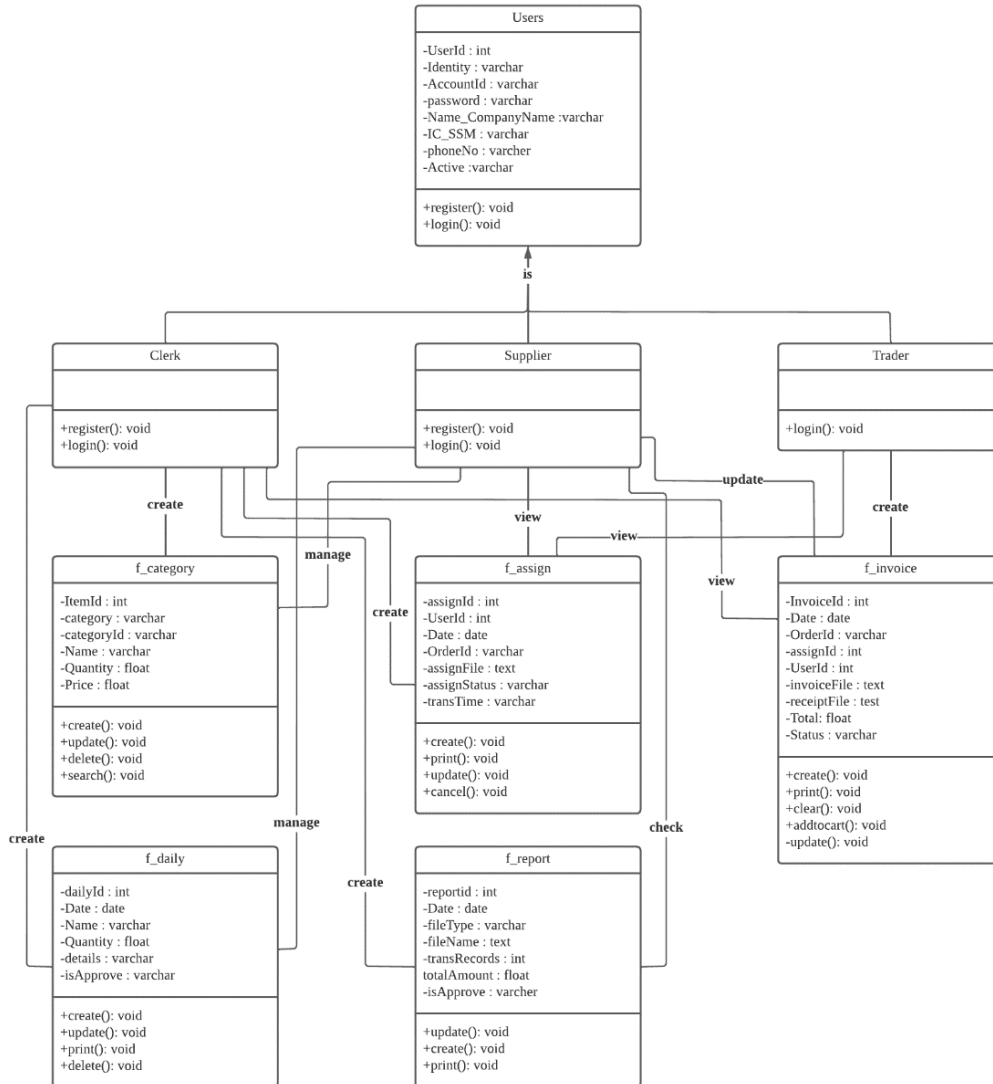 Users
-UserId : int
-Identity : varchar
-AccountId : varchar
-password : varchar
-Name_CompanyName :varchar
-IC_SSM : varchar
-phoneNo : varcher
-Active :varchar
+register(): void
+login(): void
is
Clerk
+register(): void
+login(): void
Supplier
+register(): void
+login(): void
Trader
+login(): void
create
manage
view
create
view
update
create
view
f_category
-ItemId : int
-category : varchar
-categoryId : varchar
-Name : varchar
-Quantity : float
-Price : float
+create(): void
+update(): void
+delete(): void
+search(): void
f_assign
-assignId : int
-UserId : int
-Date : date
-OrderId : varchar
-assignFile : text
-assignStatus : varchar
-transTime : varchar
+create(): void
+print(): void
+update(): void
+cancel(): void
f_invoice
-InvoiceId : int
-Date : date
-OrderId : varchar
-assignId : int
-UserId : int
-invoiceFile : text
-receiptFile : test
-Total: float
-Status : varchar
+create(): void
+print(): void
+clear(): void
+addtocart(): void
-update(): void
create
manage
create
check
f_daily
-dailyId : int
-Date : date
-Name : varchar
-Quantity : float
-details : varchar
-isApprove : varchar
+create(): void
+update(): void
+print(): void
+delete(): void
f_report
-reportid : int
-Date : date
-fileType : varchar
-fileName : text
-transRecords : int
totalAmount : float
-isApprove : varcher
+update(): void
+create(): void
+print(): void